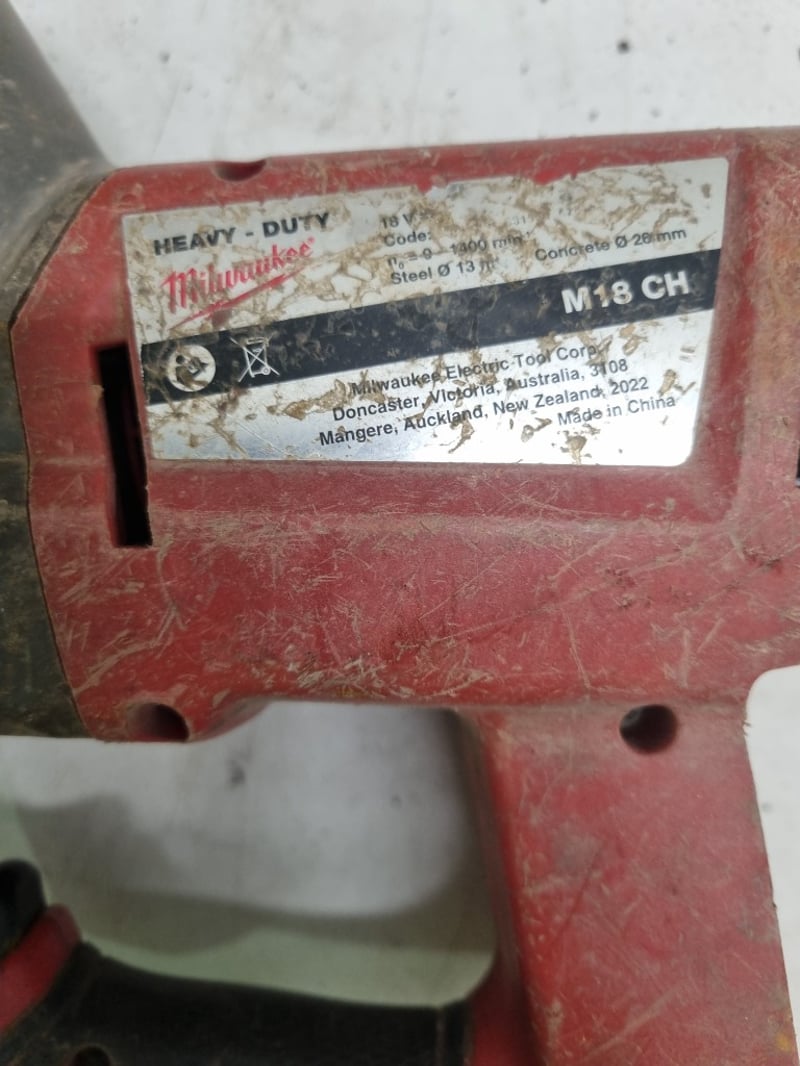 HEAVY - DUTY
Milwaukee
18 V
Code:
n₀ = 0 - 1400 min
Steel Ø 13 m
Concrete Ø 28 mm
M18 CH
Milwaukee Electric Tool Corp.
Doncaster, Victoria, Australia, 3108
Mangere, Auckland, New Zealand, 2022
Made in China